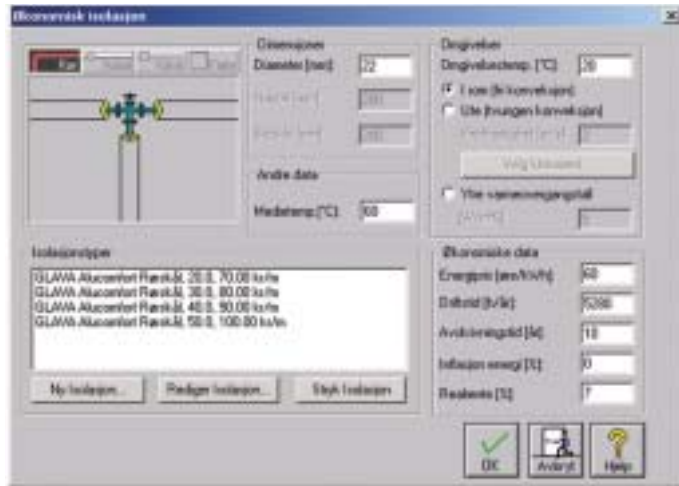 Økonomisk isolasjon
Rør
Dimensjoner
Diameter [mm]: 22
Andre data
Medietemp. [°C]: 60
Omgivelser
Omgivelsestemp. [°C]: 20
I rom (fri konveksjon)
Ute (tvungen konveksjon)
Ytre varmeovergangstall
Isolasjonstyper
GLAVA Alucomfort Rørskål, 20.0, 70.00 kr/m
GLAVA Alucomfort Rørskål, 30.0, 80.00 kr/m
GLAVA Alucomfort Rørskål, 40.0, 90.00 kr/m
GLAVA Alucomfort Rørskål, 50.0, 100.00 kr/m
Ny Isolasjon...
Rediger Isolasjon...
Stryk Isolasjon
Økonomiske data
Energipris [øre/kWh]: 60
Driftstid [h/år]: 5280
Avskrivningstid [år]: 10
Inflasjon energi [%]: 0
Realrente [%]: 7
OK
Avbryt
Hjelp